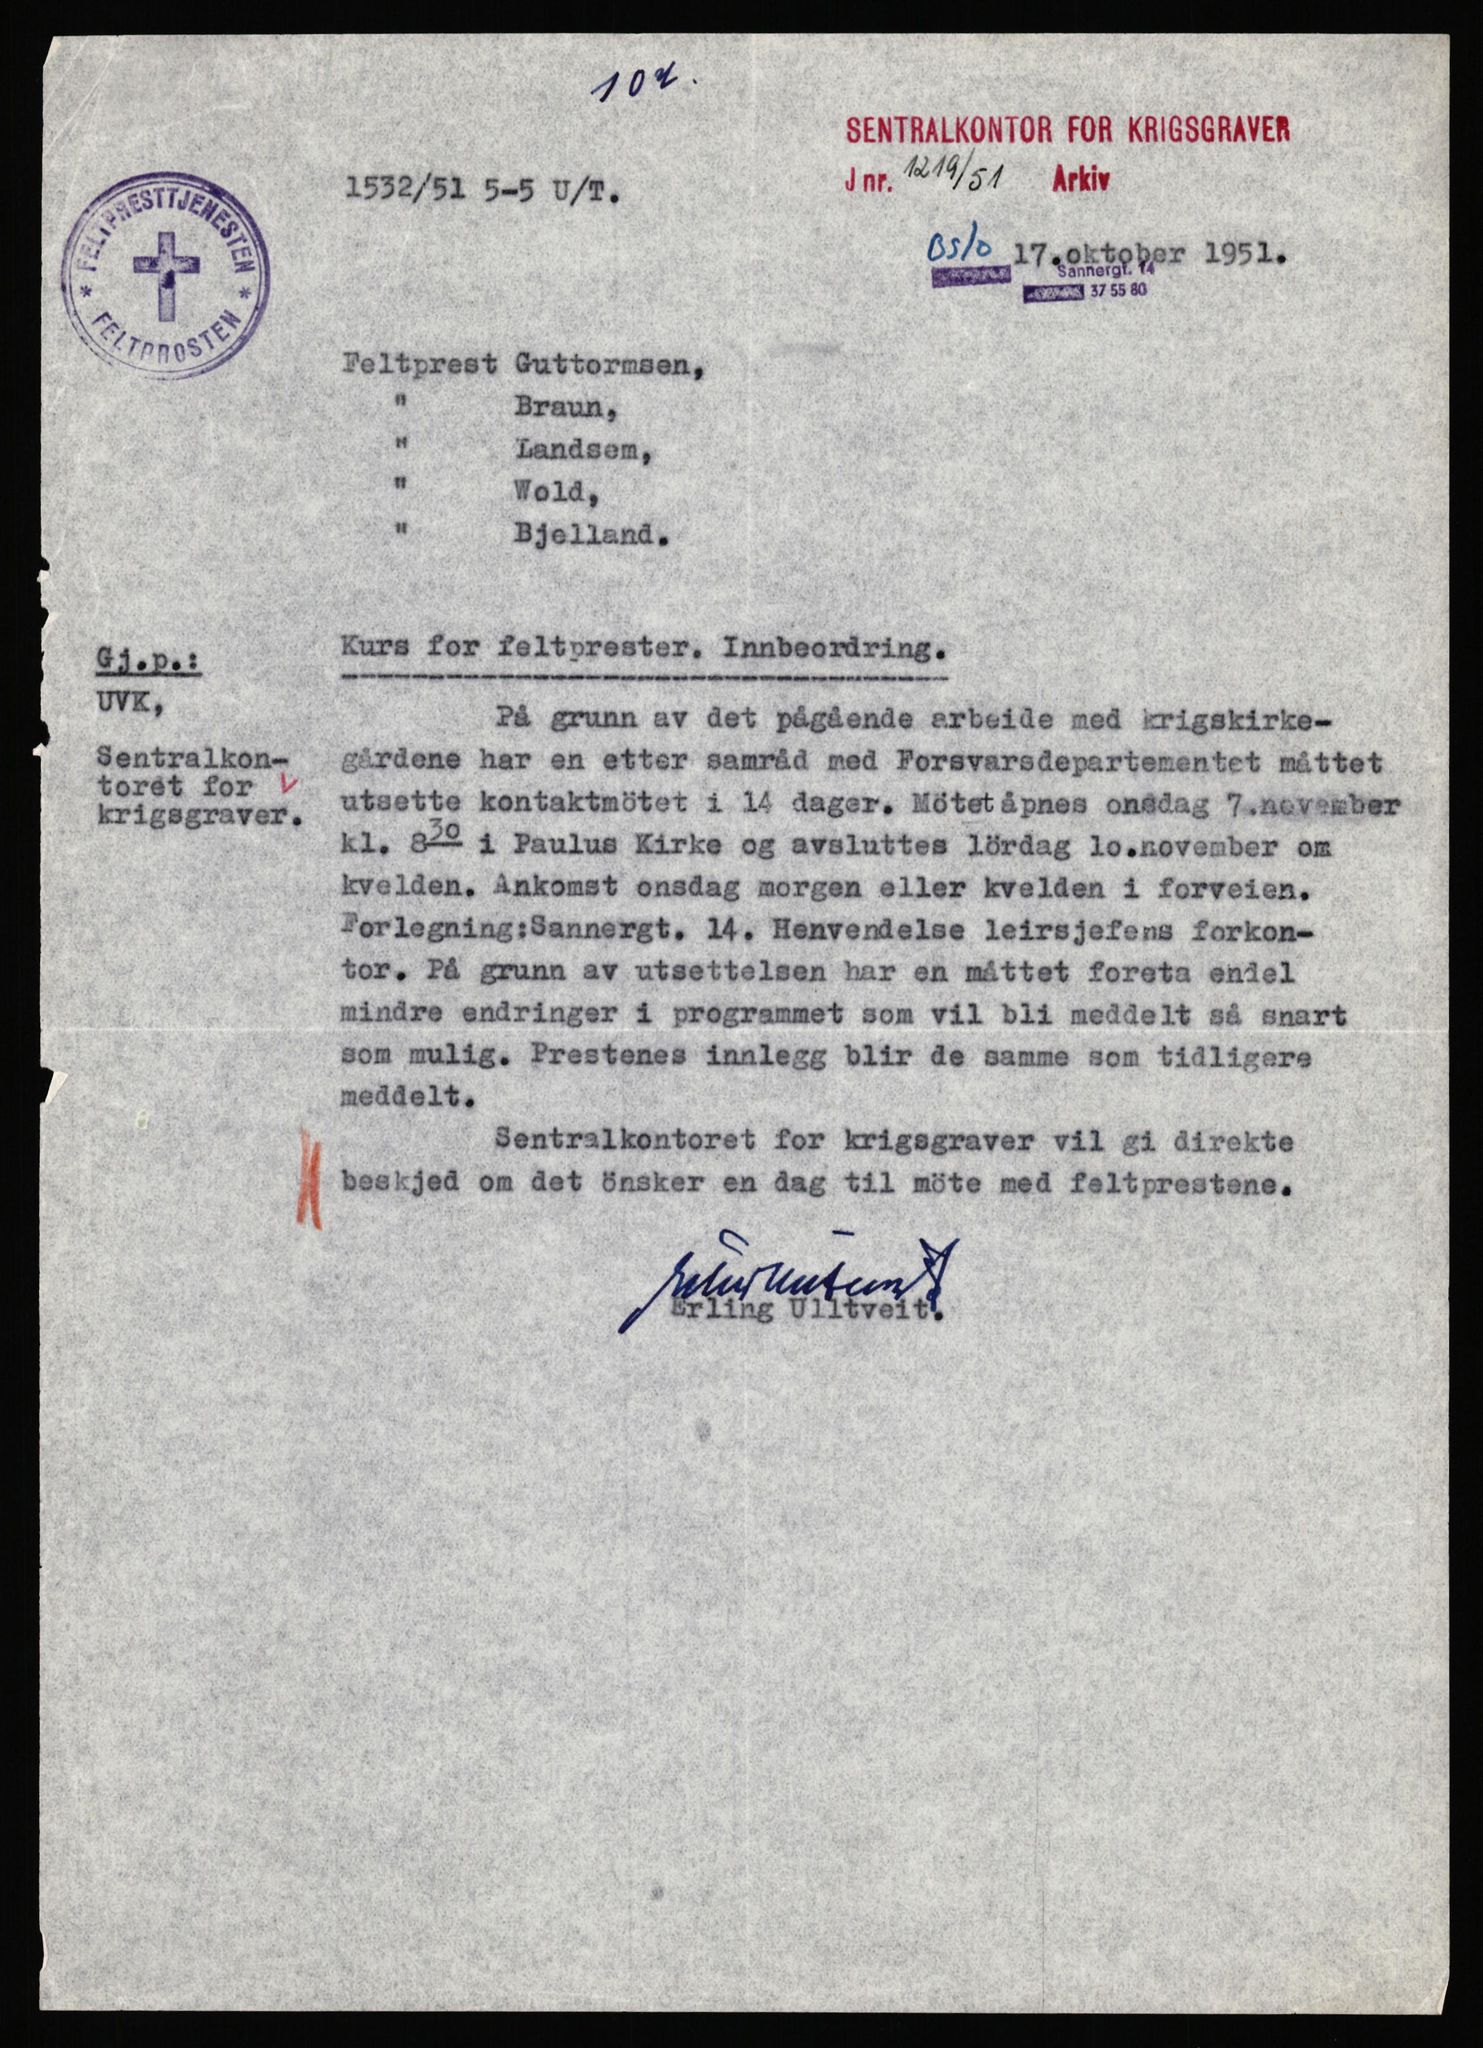 10
SENTRALKONTOR FOR KRIGSGRAVER
J nr. 1219/51 Arkiv
1532/51 5-5 U/T.
FELTPRESTTJENESTEN
* FELTPROSTEN *
17.oktober 1951.
Sannergt. 14
37 55 80
Feltprest Guttormsen,
" Braun,
" Landsem,
" Wold,
" Bjelland.
Gj.p.:
UVK,
Sentralkon-
toret for
krigsgraver.
Kurs for feltprester. Innbeordring.
På grunn av det pågående arbeide med krigskirke-
gårdene har en etter samråd med Forsvarsdepartementet måttet
utsette kontaktmötet i 14 dager. Mötet åpnes onsdag 7.november
kl. 8 30 i Paulus Kirke og avsluttes lördag lo.november om
kvelden. Ankomst onsdag morgen eller kvelden i forveien.
Forlegning:Sannergt. 14. Henvendelse leirsjefens forkon-
tor. På grunn av utsettelsen har en måttet foreta endel
mindre endringer i programmet som vil bli meddelt så snart
som mulig. Prestenes innlegg blir de samme som tidligere
meddelt.
Sentralkontoret for krigsgraver vil gi direkte
beskjed om det önsker en dag til möte med feltprestene.
Erling Ulltveit.